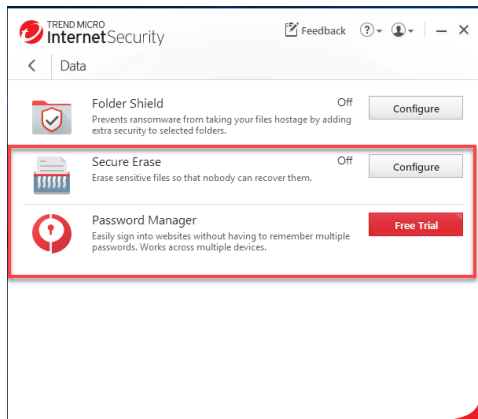 TREND MICRO
InternetSecurity
Feedback
?
Data
Folder Shield
Off
Configure
Prevents ransomware from taking your files hostage by adding
extra security to selected folders.
Secure Erase
Off
Configure
Erase sensitive files so that nobody can recover them.
Password Manager
Free Trial
Easily sign into websites without having to remember multiple
passwords. Works across multiple devices.